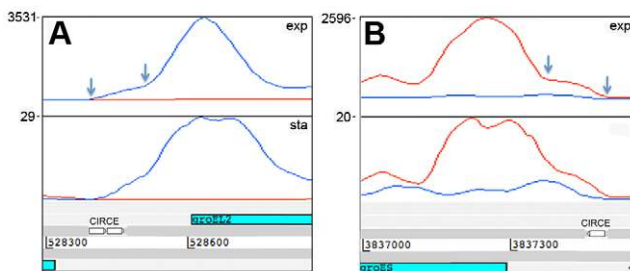 A
3531
exp
29
sta
CIRCE
groEL2
528300
528600
B
2596
exp
20
CIRCE
3837000
3837300
groES